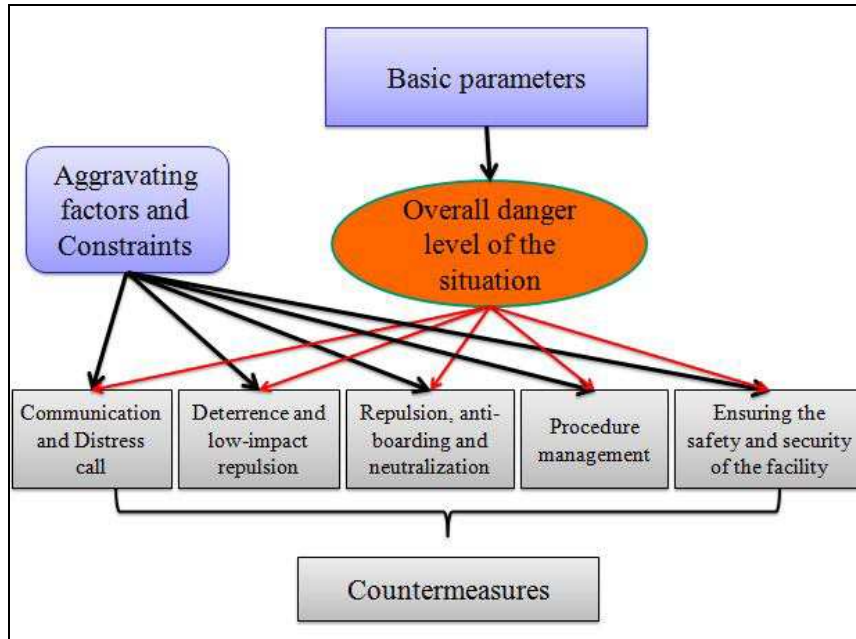 Basic parameters
Aggravating
factors and
Constraints
Overall danger
level of the
situation
Communication
and Distress
call
Deterrence and
low-impact
repulsion
Repulsion, anti-
boarding and
neutralization
Procedure
management
Ensuring the
safety and security
of the facility
Countermeasures